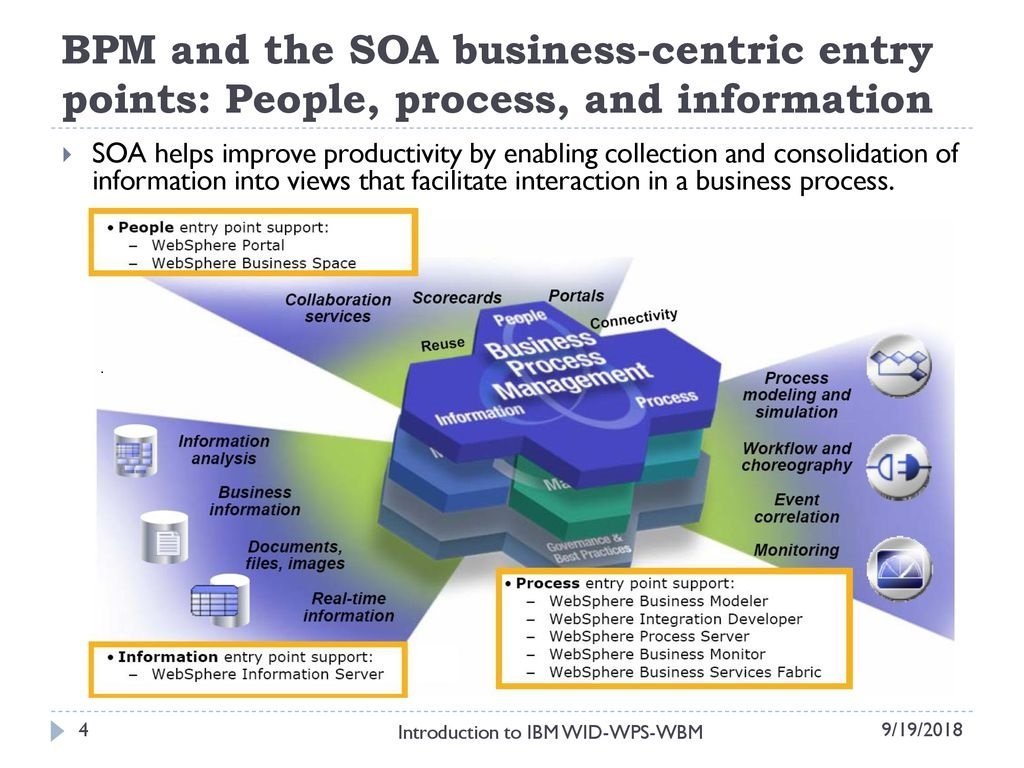 BPM and the SOA business-centric entry
points: People, process, and information
SOA helps improve productivity by enabling collection and consolidation of
information into views that facilitate interaction in a business process.
• People entry point support:
– WebSphere Portal
– WebSphere Business Space
Collaboration
services
Scorecards
Portals
Reuse
Connectivity
People
Business
Process
Management
Information
Process
.
Information
analysis
Business
information
Documents,
files, images
Real-time
information
Process
modeling and
simulation
Workflow and
choreography
Event
correlation
Monitoring
Ma
Governance &
Best Practices
• Process entry point support:
– WebSphere Business Modeler
– WebSphere Integration Developer
– WebSphere Process Server
– WebSphere Business Monitor
– WebSphere Business Services Fabric
• Information entry point support:
– WebSphere Information Server
4
Introduction to IBM WID-WPS-WBM
9/19/2018